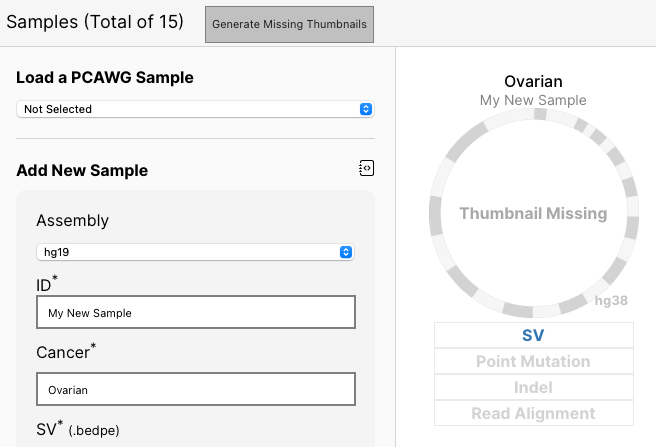 Samples (Total of 15)
Generate Missing Thumbnails
Load a PCAWG Sample
Not Selected
Add New Sample
Assembly
hg19
ID*
My New Sample
Cancer*
Ovarian
SV* (.bedpe)
Ovarian
My New Sample
Thumbnail Missing
hg38
SV
Point Mutation
Indel
Read Alignment